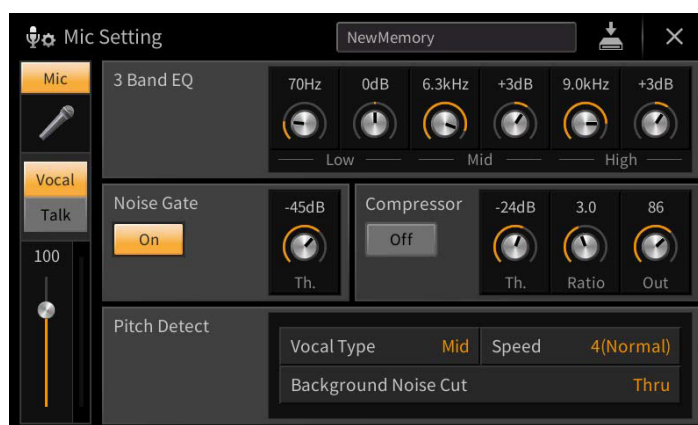 Mic Setting
NewMemory
Mic
Vocal
Talk
100
3 Band EQ
70Hz 0dB 6.3kHz +3dB 9.0kHz +3dB
Low Mid High
Noise Gate
On
-45dB
Th.
Compressor
Off
-24dB 3.0 86
Th. Ratio Out
Pitch Detect
Vocal Type Mid Speed 4(Normal)
Background Noise Cut Thru